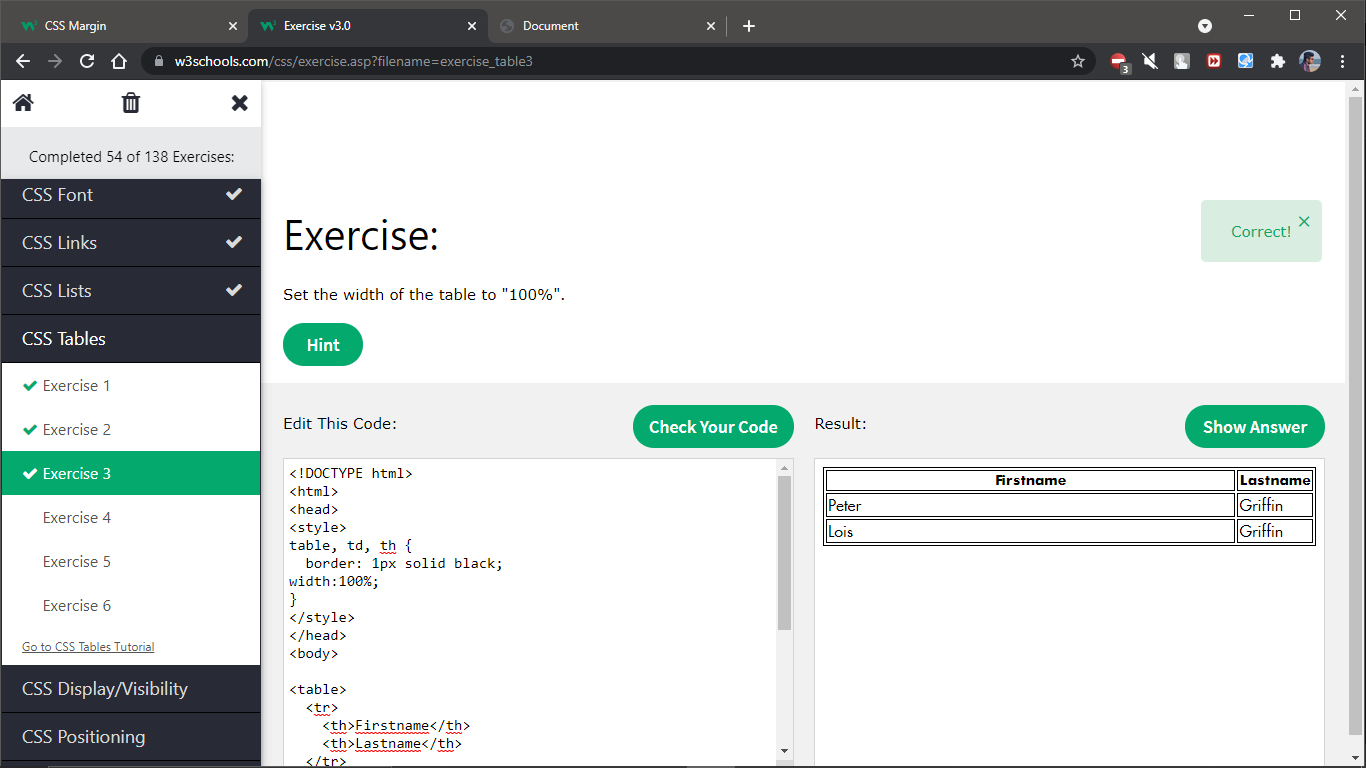 CSS Margin
Exercise v3.0
Document
w3schools.com/css/exercise.asp?filename=exercise_table3
3
Completed 54 of 138 Exercises:
CSS Font
CSS Links
CSS Lists
CSS Tables
Exercise 1
Exercise 2
Exercise 3
Exercise 4
Exercise 5
Exercise 6
Go to CSS Tables Tutorial
CSS Display/Visibility
CSS Positioning
Exercise:
Correct!
Set the width of the table to "100%".
Hint
Edit This Code:
Check Your Code
<!DOCTYPE html>
<html>
<head>
<style>
table, td, th {
  border: 1px solid black;
width:100%;
}
</style>
</head>
<body>

<table>
  <tr>
    <th>Firstname</th>
    <th>Lastname</th>
  </tr>
Result:
Show Answer
Firstname Lastname
Peter Griffin
Lois Griffin